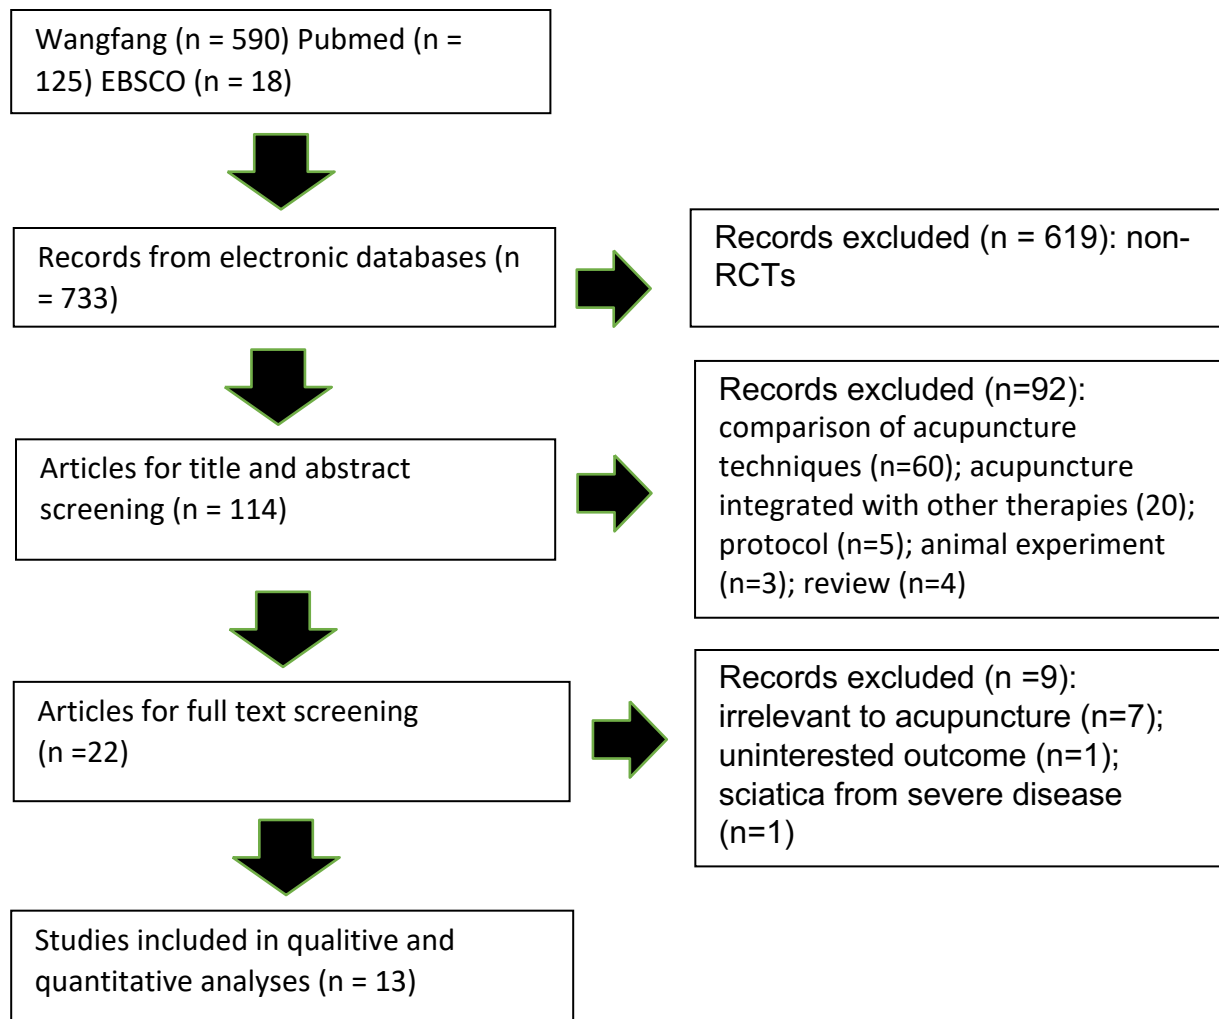 Wangfang (n = 590) Pubmed (n =
125) EBSCO (n = 18)
Records from electronic databases (n
= 733)
Records excluded (n = 619): non-
RCTs
Articles for title and abstract
screening (n = 114)
Records excluded (n=92):
comparison of acupuncture
techniques (n=60); acupuncture
integrated with other therapies (20);
protocol (n=5); animal experiment
(n=3); review (n=4)
Articles for full text screening
(n =22)
Records excluded (n =9):
irrelevant to acupuncture (n=7);
uninterested outcome (n=1);
sciatica from severe disease
(n=1)
Studies included in qualitive and
quantitative analyses (n = 13)